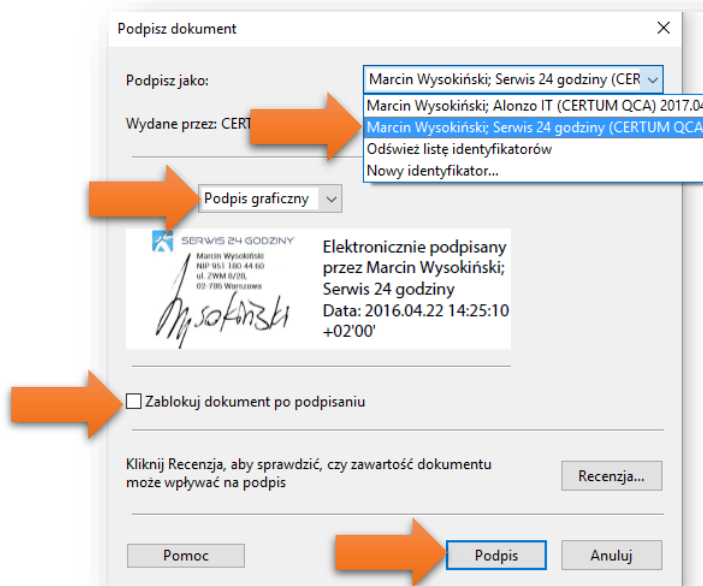 Podpisz dokument
Podpisz jako:
Marcin Wysokiński; Serwis 24 godziny (CER
Marcin Wysokiński; Alonzo IT (CERTUM QCA) 2017.04
Wydane przez: CERT
Marcin Wysokiński; Serwis 24 godziny (CERTUM QCA
Odśwież listę identyfikatorów
Nowy identyfikator...
Podpis graficzny
SERWIS 24 GODZINY
Marcin Wysokiński
NIP 951 180 44 60
ul. ZWM 8/28,
02-786 Warszawa
Wysokiński
Elektronicznie podpisany
przez Marcin Wysokiński;
Serwis 24 godziny
Data: 2016.04.22 14:25:10
+02'00'
Zablokuj dokument po podpisaniu
Kliknij Recenzja, aby sprawdzić, czy zawartość dokumentu
może wpływać na podpis
Recenzja...
Pomoc
Podpis
Anuluj